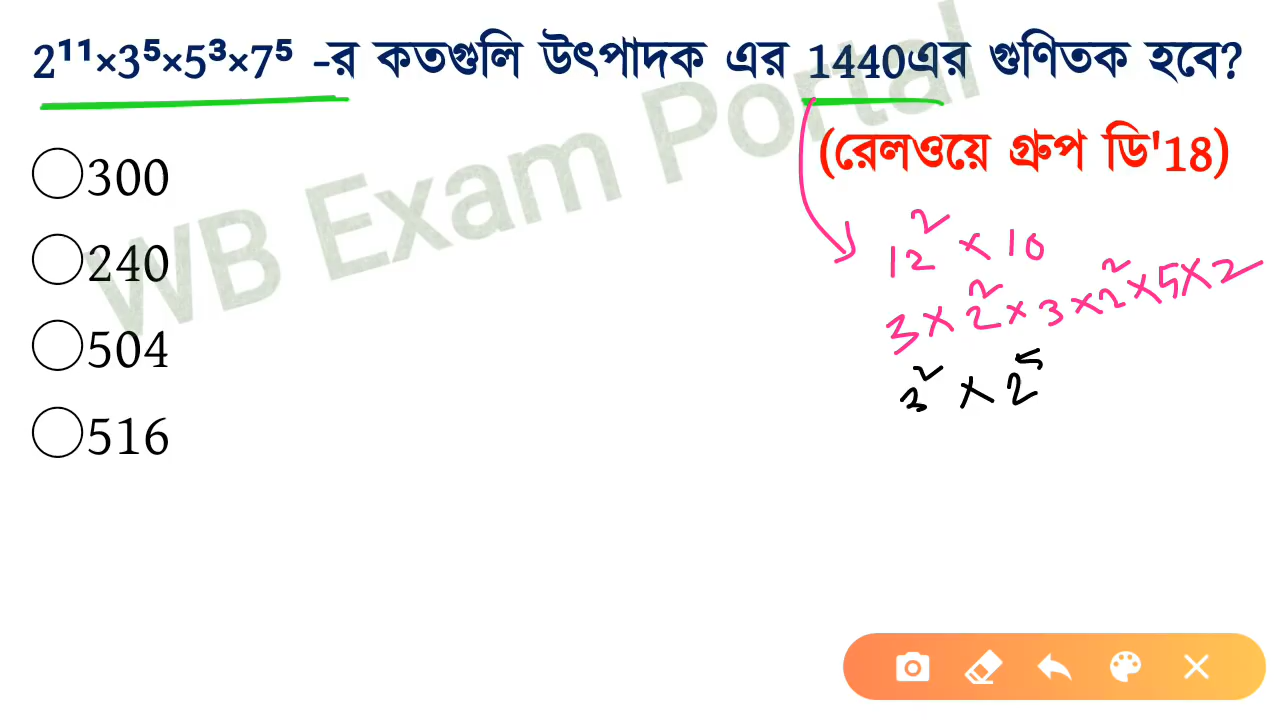 2¹¹×3⁵×5³×7⁵ -র কতগুলি উৎপাদক এর 1440এর গুণিতক হবে?
(রেলওয়ে গ্রুপ ডি'18)
300
240
504
516
12² × 10
3 × 2² × 3 × 2² × 5 × 2
3² × 2⁵
WB Exam Portal